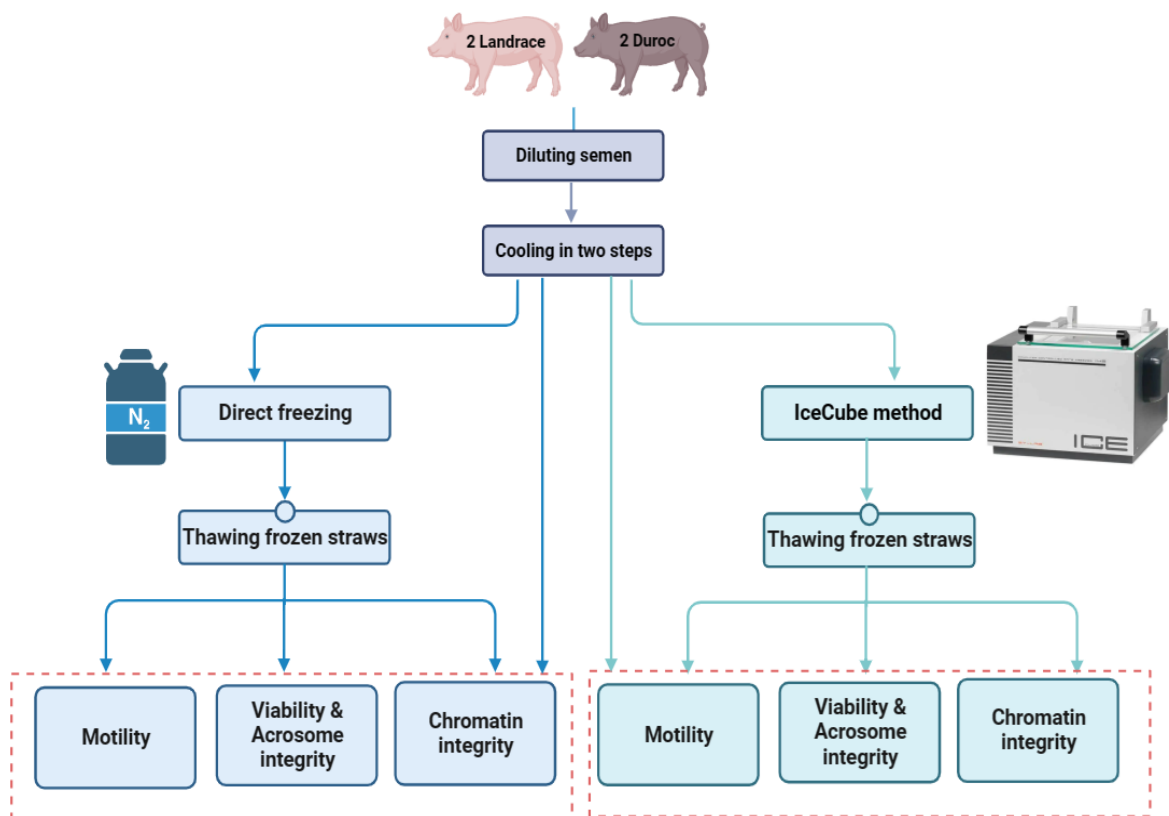 2 Landrace
2 Duroc
Diluting semen
Cooling in two steps
N2
Direct freezing
IceCube method
ICE
Thawing frozen straws
Thawing frozen straws
Motility
Viability &
Acrosome
integrity
Chromatin
integrity
Motility
Viability &
Acrosome
integrity
Chromatin
integrity